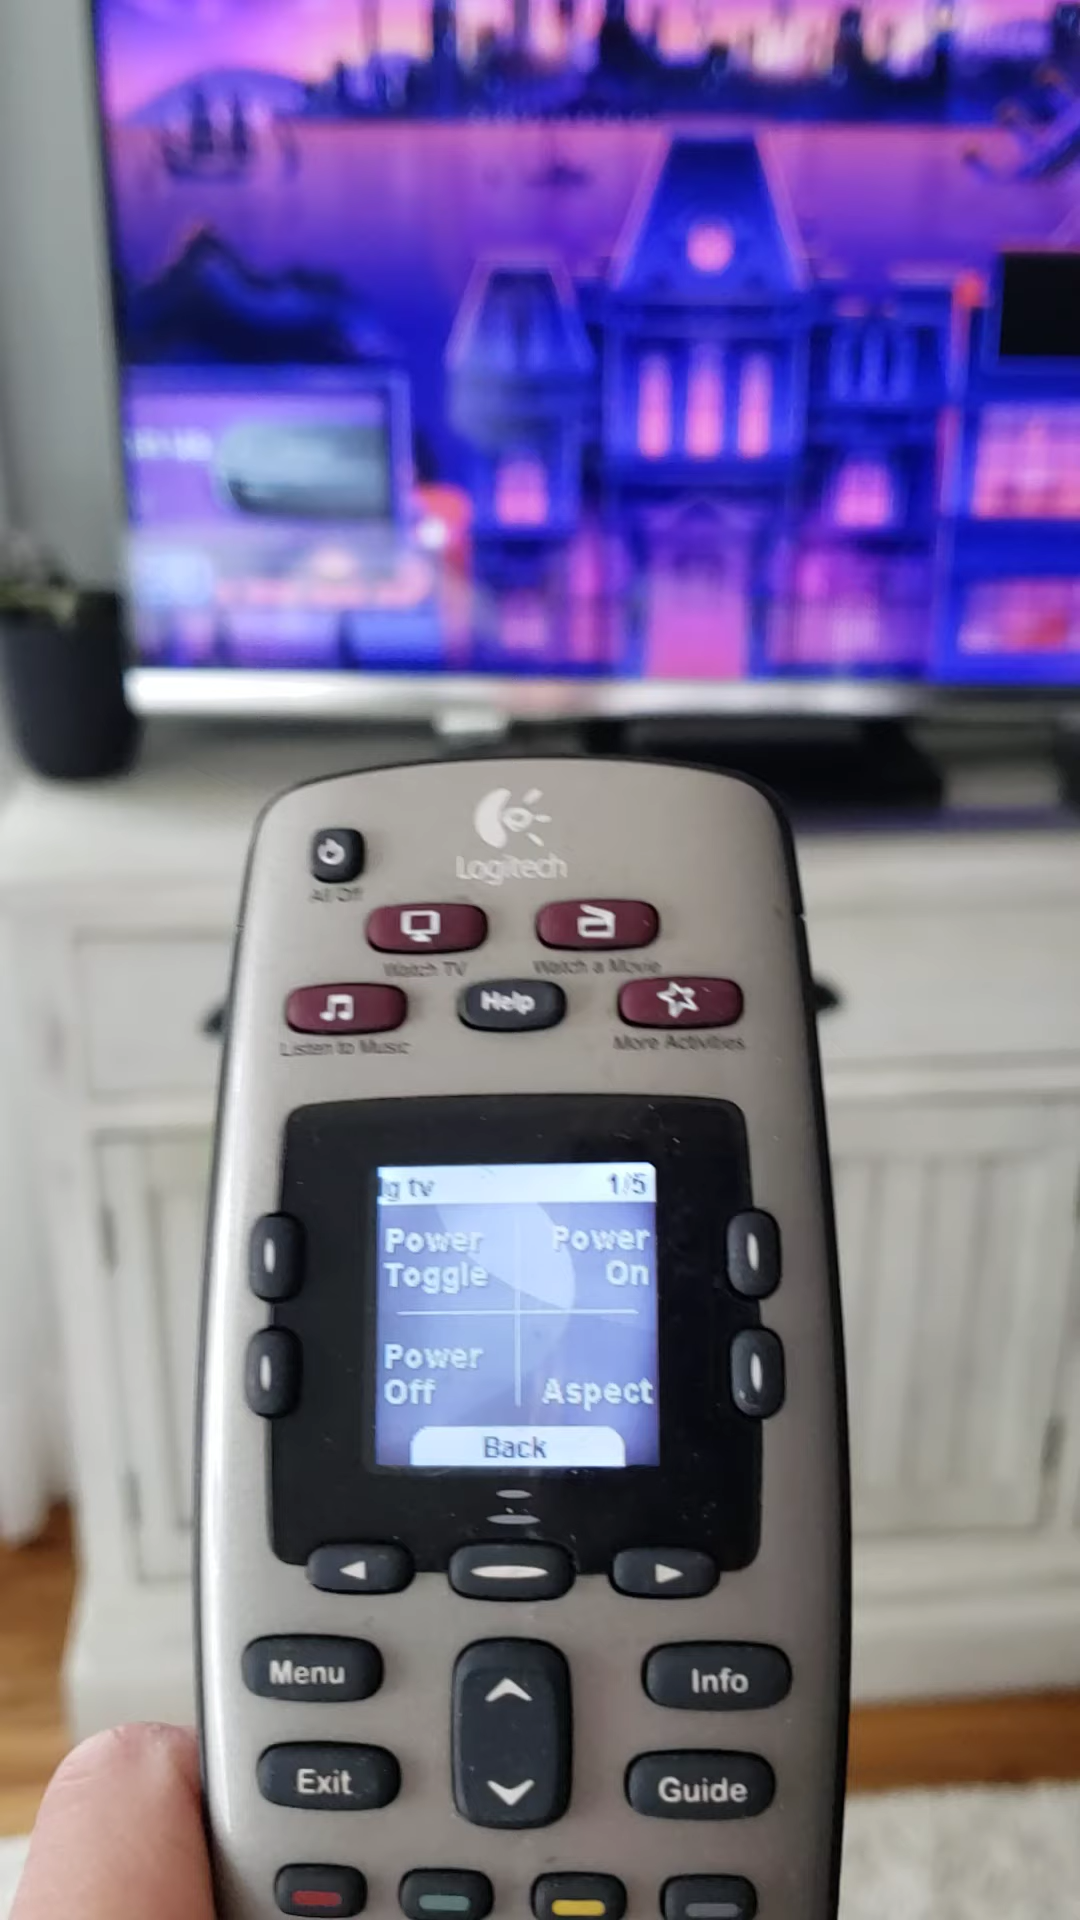 Logitech
All Off
Watch TV
Watch a Movie
Help
Listen to Music
More Activities
lg tv 1/5
Power Toggle
Power On
Power Off
Aspect
Back
Menu
Info
Exit
Guide